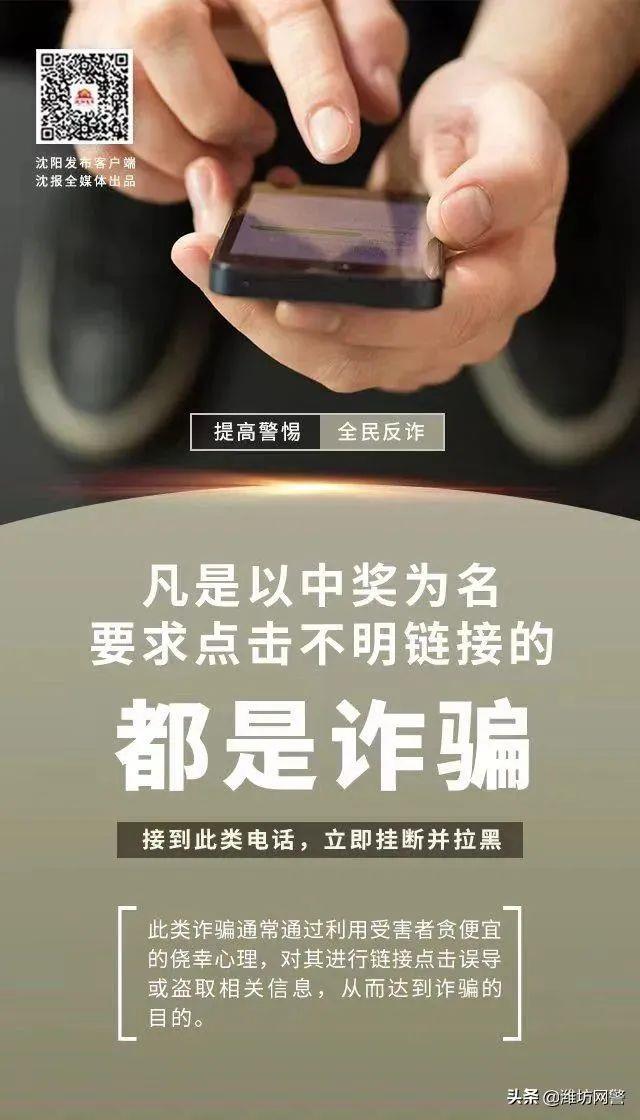 沈阳发布客户端
沈报全媒体出品
提高警惕 全民反诈
凡是以中奖为名
要求点击不明链接的
都是诈骗
接到此类电话，立即挂断并拉黑
此类诈骗通常通过利用受害者贪便宜
的侥幸心理，对其进行链接点击误导
或盗取相关信息，从而达到诈骗的
目的。
头条 @潍坊网警